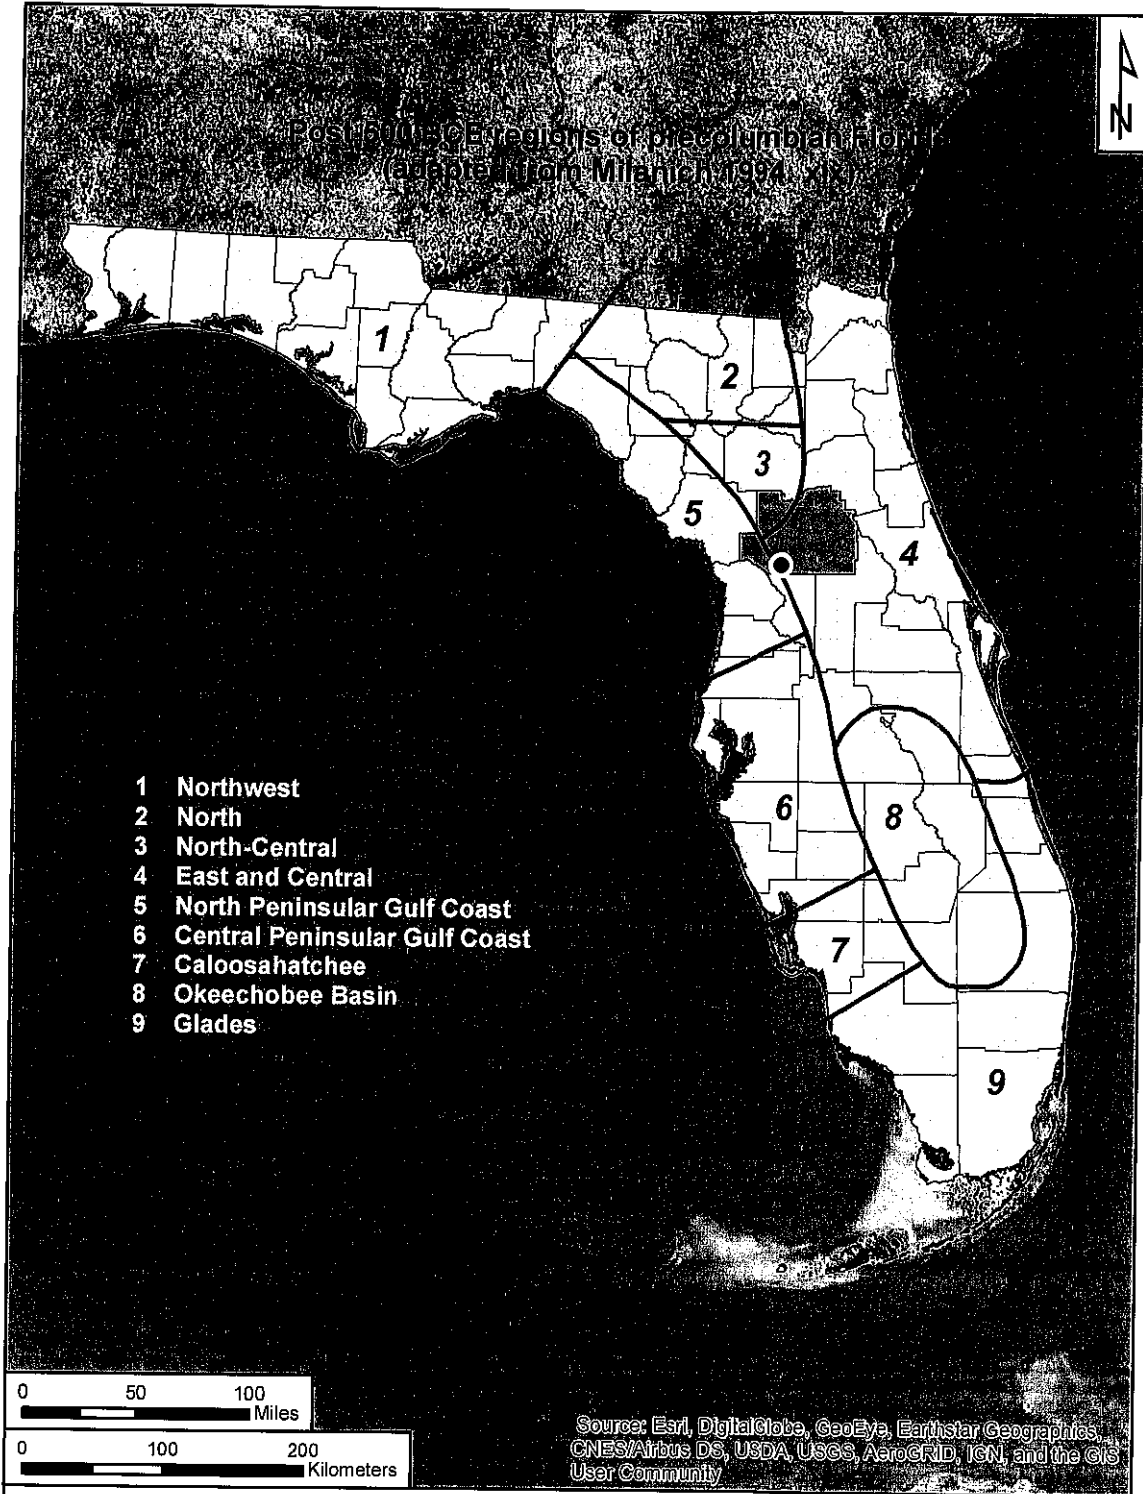 N
Post-500 BCE regions of precolumbian Florida
(adapted from Milanich 1994: xix)
1
2
3
5
4
6
8
7
9
1 Northwest
2 North
3 North-Central
4 East and Central
5 North Peninsular Gulf Coast
6 Central Peninsular Gulf Coast
7 Caloosahatchee
8 Okeechobee Basin
9 Glades
0 50 100
Miles
0 100 200
Kilometers
Source: Esri, DigitalGlobe, GeoEye, Earthstar Geographics,
CNES/Airbus DS, USDA, USGS, AeroGRID, IGN, and the GIS
User Community